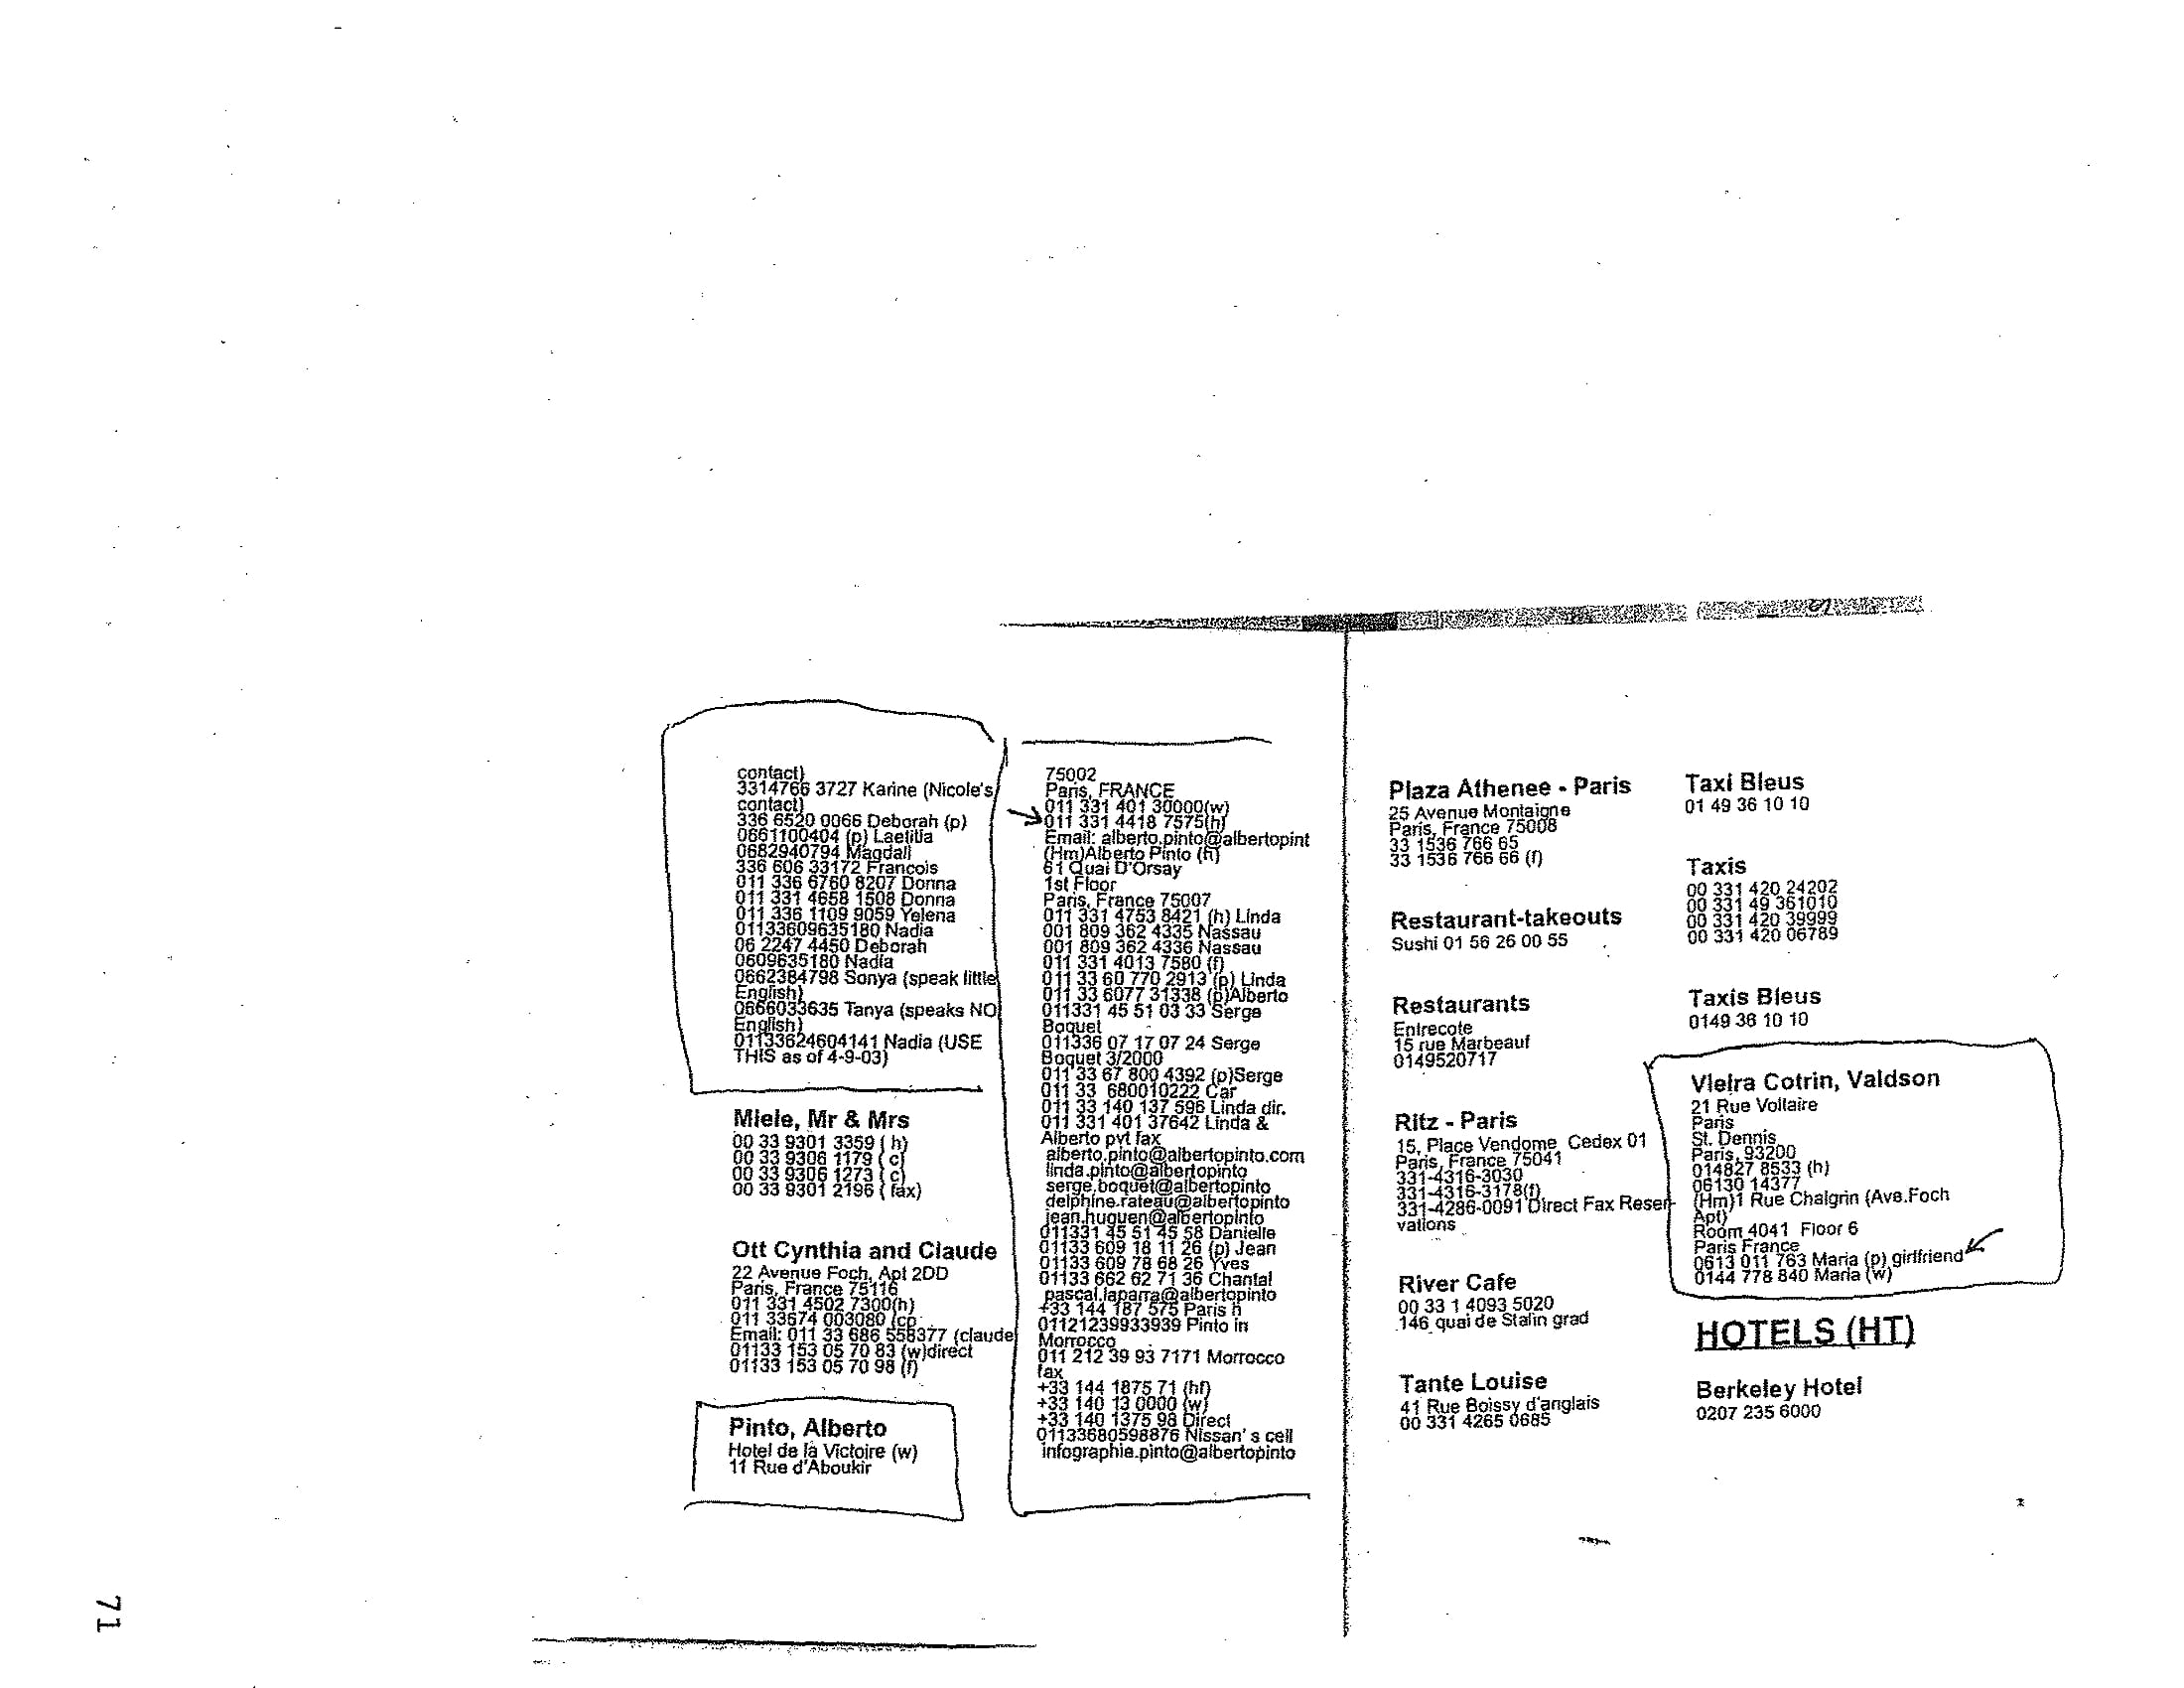 contact)
3314766 3727 Karine (Nicole's
contact)
336 6520 0066 Deborah (p)
0661100404 (p) Laetitia
0682940794 Magdall
336 606 33172 Francois
011 336 6760 8207 Donna
011 331 4658 1508 Donna
011 336 1109 9059 Yelena
01133609635180 Nadia
06 2247 4450 Deborah
0609635180 Nadia
0662384798 Sonya (speak little
English)
0666033635 Tanya (speaks NO
English)
01133624604141 Nadia (USE
THIS as of 4-9-03)
Miele, Mr & Mrs
00 33 9301 3359 ( h)
00 33 9306 1179 ( c)
00 33 9306 1273 ( c)
00 33 9301 2196 ( fax)
Ott Cynthia and Claude
22 Avenue Foch, Apt 2DD
Paris, France 75116
011 331 4502 7300(h)
011 33674 003080 (cp
Email: 011 33 686 558377 (claude
01133 153 05 70 83 (w)direct
01133 153 05 70 98 (f)
Pinto, Alberto
Hotel de la Victoire (w)
11 Rue d'Aboukir
75002
Paris, FRANCE
011 331 401 30000(w)
011 331 4418 7575(h)
Email: alberto.pinto@albertopint
(Hm)Alberto Pinto (h)
61 Quai D'Orsay
1st Floor
Paris, France 75007
011 331 4753 8421 (h) Linda
001 809 362 4335 Nassau
001 809 362 4336 Nassau
011 331 4013 7580 (f)
011 33 60 770 2913 (p) Linda
011 33 6077 31338 (p)Alberto
011331 45 51 03 33 Serge
Boquet
011336 07 17 07 24 Serge
Boquet 3/2000
011 33 67 800 4392 (p)Serge
011 33 680010222 Car
011 33 140 137 596 Linda dir.
011 331 401 37642 Linda &
Alberto pvt fax
alberto.pinto@albertopinto.com
linda.pinto@albertopinto
serge.boquet@albertopinto
delphine.rateau@albertopinto
jean.huguen@albertopinto
011331 45 51 45 58 Danielle
01133 609 18 11 26 (p) Jean
01133 609 78 68 26 Yves
01133 662 62 71 36 Chantal
pascal.laparra@albertopinto
+33 144 187 575 Paris h
01121239933939 Pinto in
Morrocco
011 212 39 93 7171 Morrocco
fax
+33 144 1875 71 (hf)
+33 140 13 0000 (w)
+33 140 1375 98 Direct
01133680598876 Nissan' s cell
infographie.pinto@albertopinto
Plaza Athenee - Paris
25 Avenue Montaigne
Paris, France 75008
33 1536 766 65
33 1536 766 66 (f)
Restaurant-takeouts
Sushi 01 56 26 00 55
Restaurants
Entrecote
15 rue Marbeauf
0149520717
Ritz - Paris
15, Place Vendome Cedex 01
Paris, France 75041
331-4316-3030
331-4316-3178(f)
331-4286-0091 Direct Fax Reser-
vations
River Cafe
00 33 1 4093 5020
146 quai de Stalin grad
Tante Louise
41 Rue Boissy d'anglais
00 331 4265 0685
Taxi Bleus
01 49 36 10 10
Taxis
00 331 420 24202
00 331 49 361010
00 331 420 39999
00 331 420 06789
Taxis Bleus
0149 36 10 10
Vieira Cotrin, Valdson
21 Rue Voltaire
Paris
St. Dennis
Paris, 93200
014827 8533 (h)
06130 14377
(Hm)1 Rue Chalgrin (Ave.Foch
Apt)
Room 4041 Floor 6
Paris France
0613 011 763 Maria (p) girlfriend
0144 778 840 Maria (w)
HOTELS (HT)
Berkeley Hotel
0207 235 6000
71